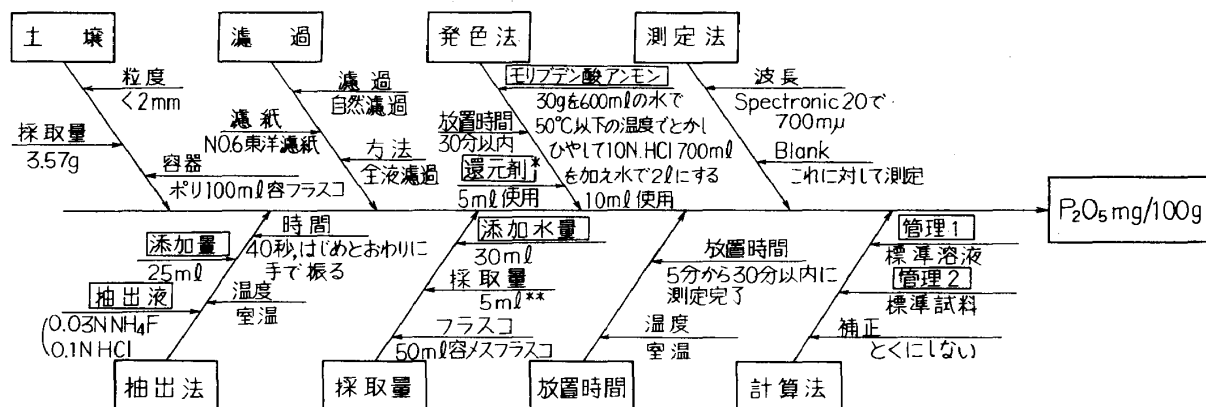 土壌
濾過
発色法
測定法
粒度
<2mm
採取量
3.57g
容器
ポリ100ml容フラスコ
濾過
自然濾過
濾紙
NO.6東洋濾紙
方法
全液濾過
モリブデン酸アンモン
30gを600mlの水で
50℃以下の温度でとかし
ひやして10N.HCl 700ml
を加え水で2lにする
10ml使用
放置時間
30分以内
還元剤*
5ml使用
波長
Spectronic 20で
700mμ
Blank
これに対して測定
P₂O₅mg/100g
時間
40秒,はじめとおわりに
手で振る
添加量
25ml
温度
室温
抽出液
(0.03NNH₄F
0.1NHCl
添加水量
30ml
採取量
5ml**
フラスコ
50ml容メスフラスコ
放置時間
5分から30分以内に
測定完了
温度
室温
管理1
標準溶液
管理2
標準試料
補正
とくにしない
抽出法
採取量
放置時間
計算法